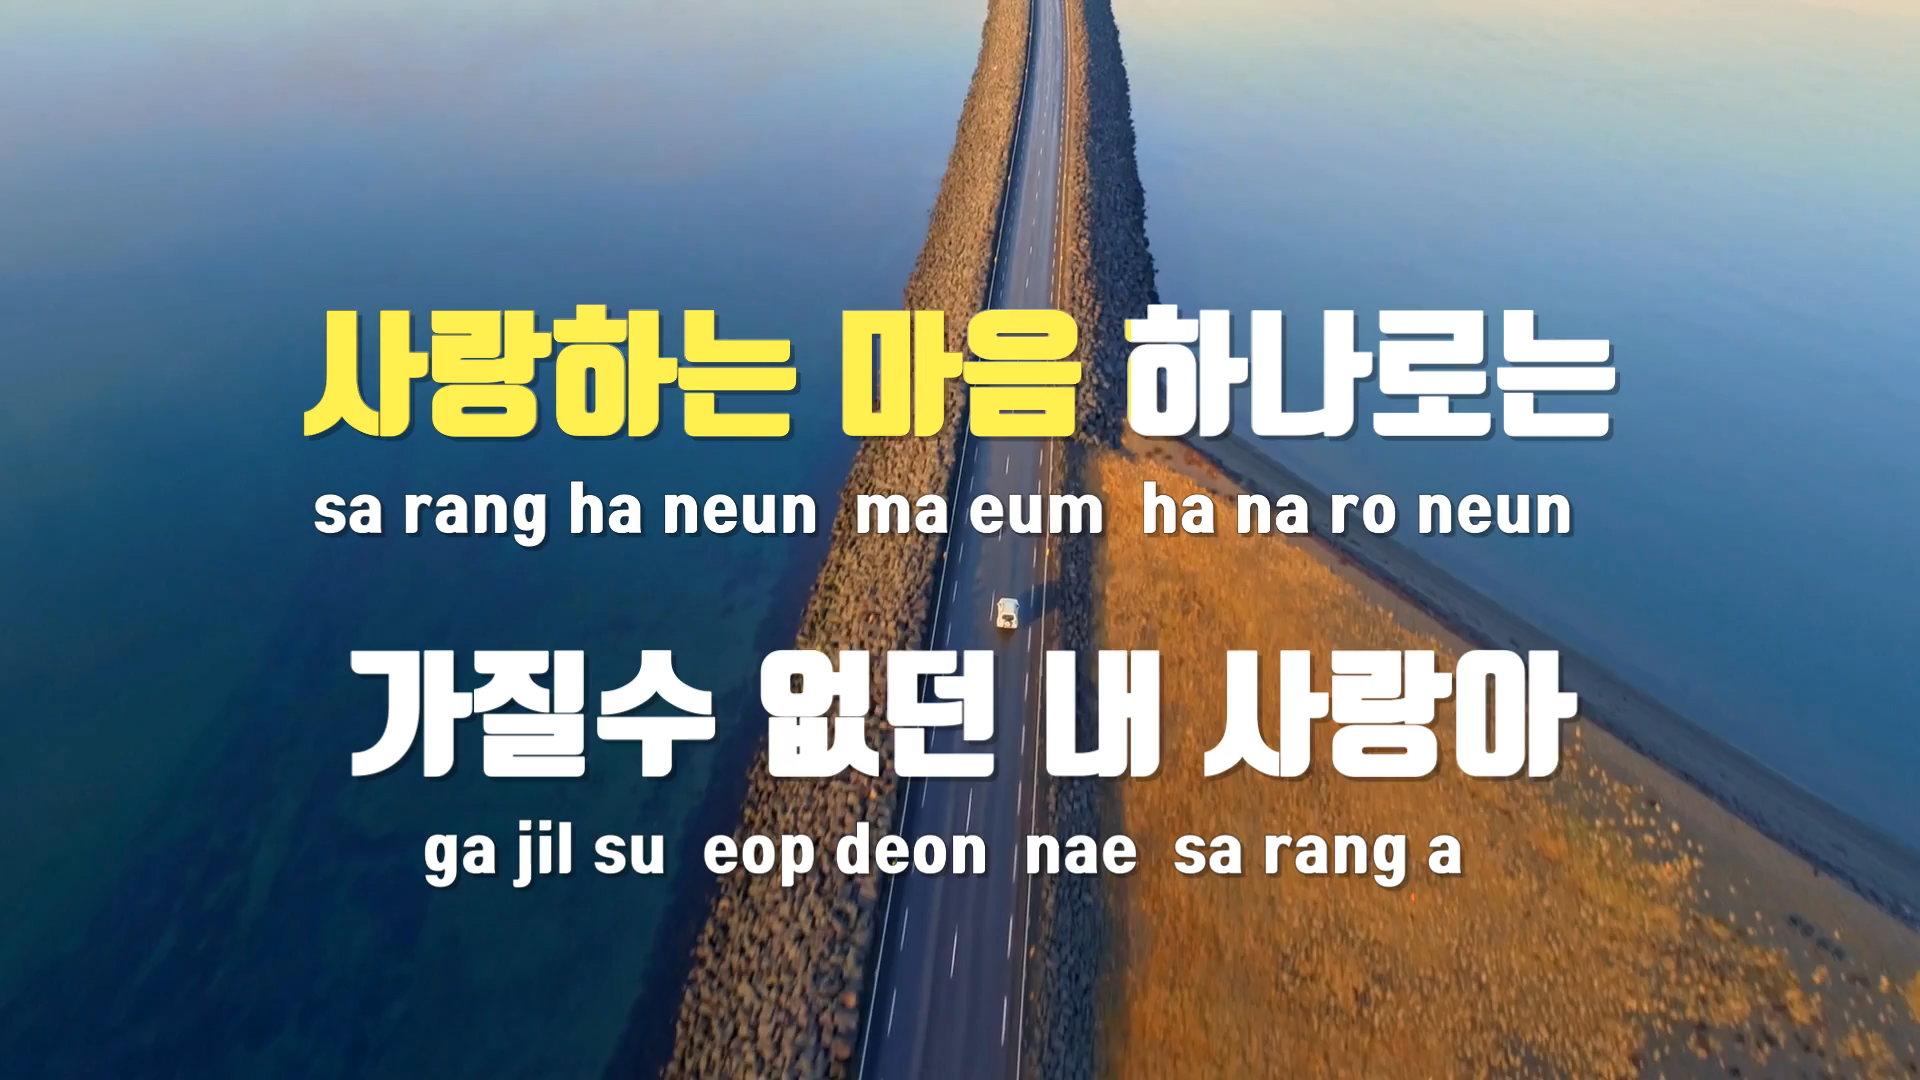 사랑하는 마음 하나로는
sa rang ha neun ma eum ha na ro neun
가질수 없던 내 사랑아
ga jil su eop deon nae sa rang a